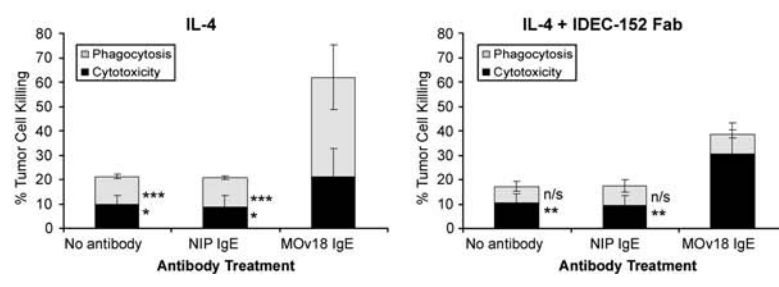 IL-4
% Tumor Cell Killling
80
70
60
50
40
30
20
10
0
Phagocytosis
Cytotoxicity
***
*
***
*
No antibody NIP IgE MOv18 IgE
Antibody Treatment
IL-4 + IDEC-152 Fab
% Tumor Cell Killling
80
70
60
50
40
30
20
10
0
Phagocytosis
Cytotoxicity
n/s
**
n/s
**
No antibody NIP IgE MOv18 IgE
Antibody Treatment